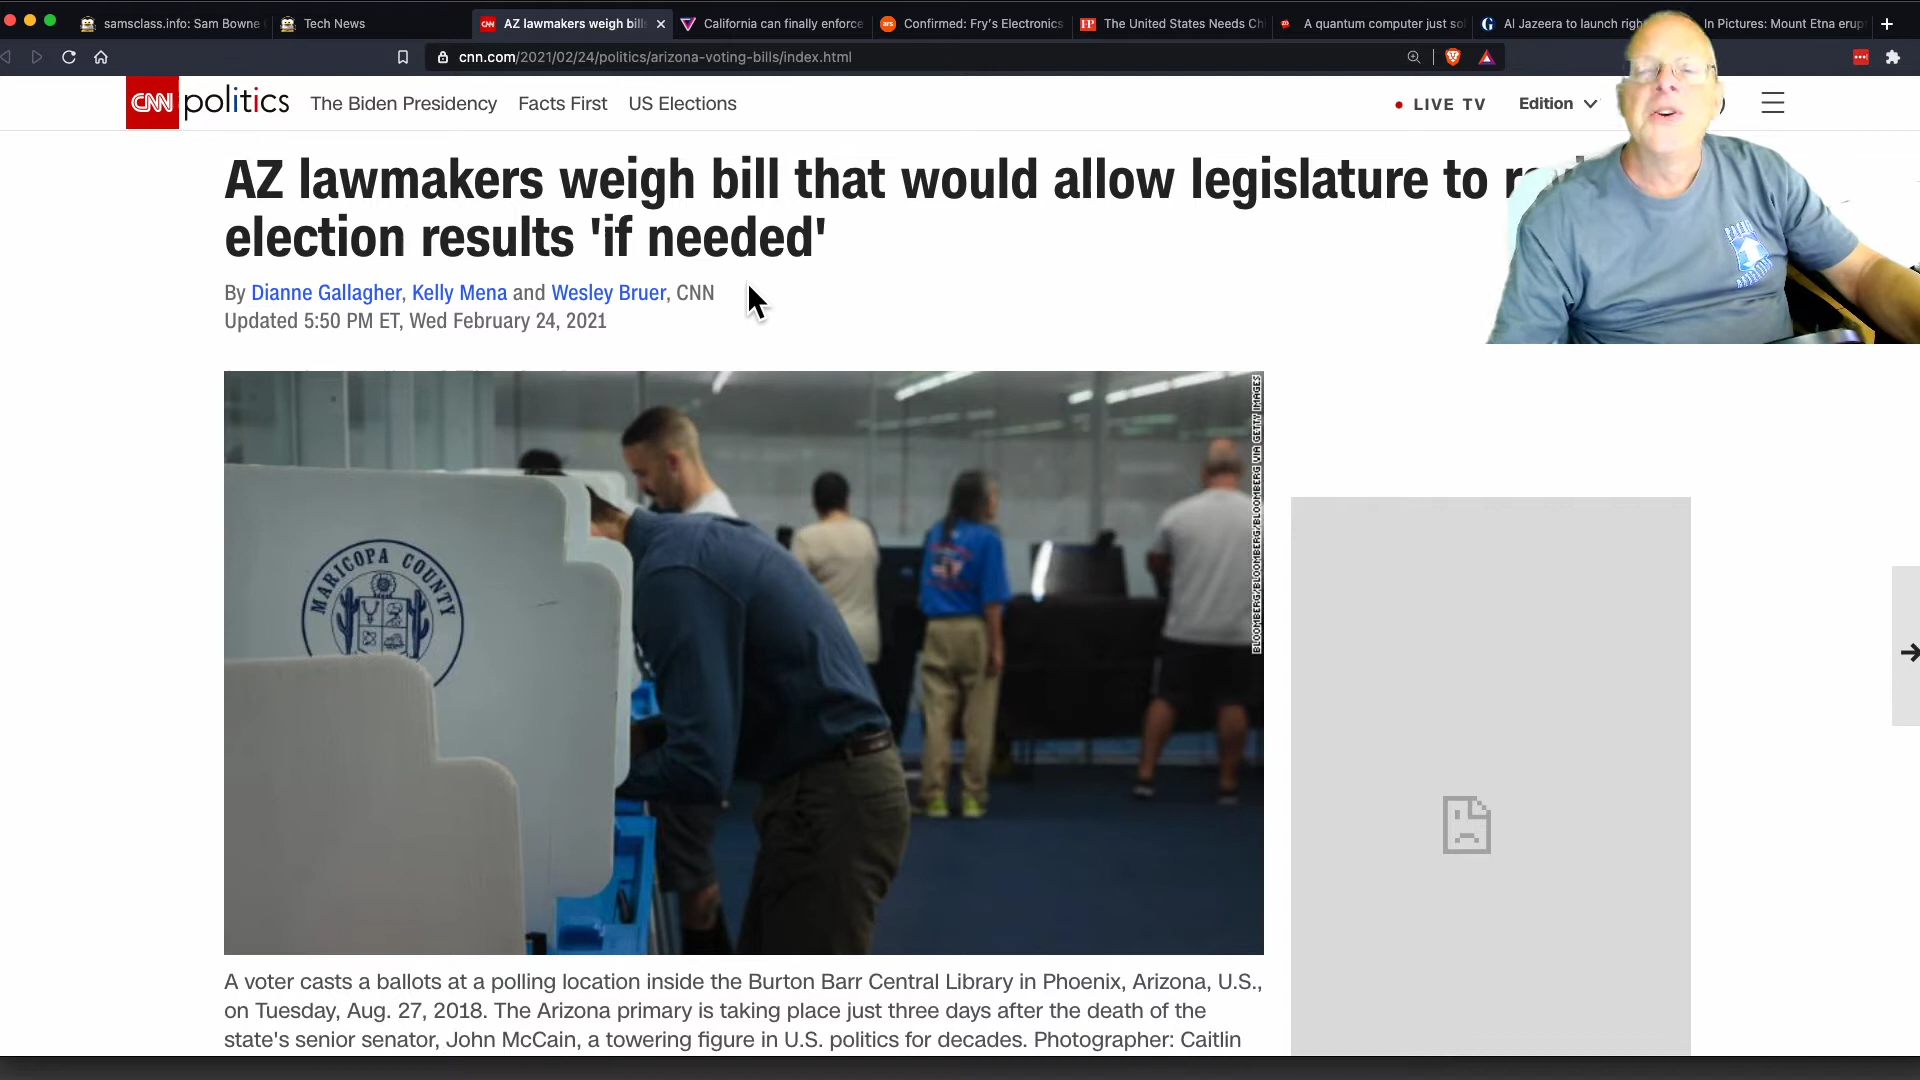 samsclass.info: Sam Bowne
Tech News
AZ lawmakers weigh bill
California can finally enforce
Confirmed: Fry's Electronics
The United States Needs Ch
A quantum computer just so
Al Jazeera to launch righ
In Pictures: Mount Etna erup
cnn.com/2021/02/24/politics/arizona-voting-bills/index.html
CNN politics The Biden Presidency Facts First US Elections LIVE TV Edition
AZ lawmakers weigh bill that would allow legislature to
election results 'if needed'
By Dianne Gallagher, Kelly Mena and Wesley Bruer, CNN
Updated 5:50 PM ET, Wed February 24, 2021
MARICOPA COUNTY
BLOOMBERG/BLOOMBERG/BLOOMBERG VIA GETTY IMAGES
A voter casts a ballots at a polling location inside the Burton Barr Central Library in Phoenix, Arizona, U.S.,
on Tuesday, Aug. 27, 2018. The Arizona primary is taking place just three days after the death of the
state's senior senator, John McCain, a towering figure in U.S. politics for decades. Photographer: Caitlin